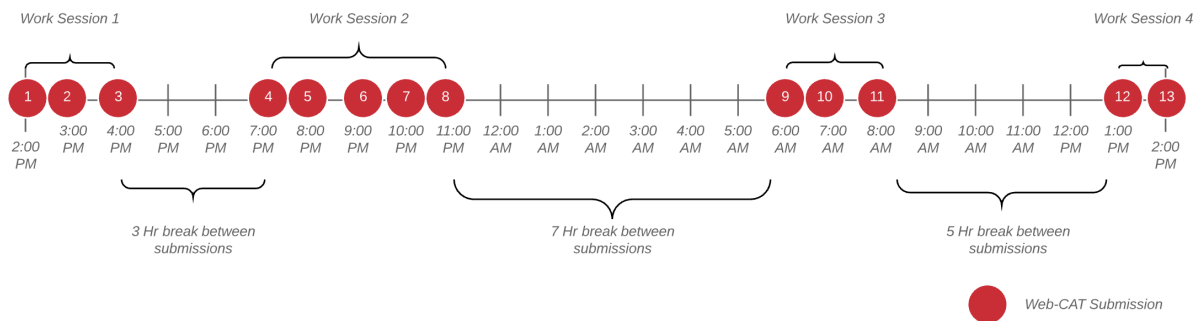 Work Session 1
Work Session 2
Work Session 3
Work Session 4
1
2
3
4
5
6
7
8
9
10
11
12
13
2:00
PM
3:00
PM
4:00
PM
5:00
PM
6:00
PM
7:00
PM
8:00
PM
9:00
PM
10:00
PM
11:00
PM
12:00
AM
1:00
AM
2:00
AM
3:00
AM
4:00
AM
5:00
AM
6:00
AM
7:00
AM
8:00
AM
9:00
AM
10:00
AM
11:00
AM
12:00
PM
1:00
PM
2:00
PM
3 Hr break between
submissions
7 Hr break between
submissions
5 Hr break between
submissions
Web-CAT Submission